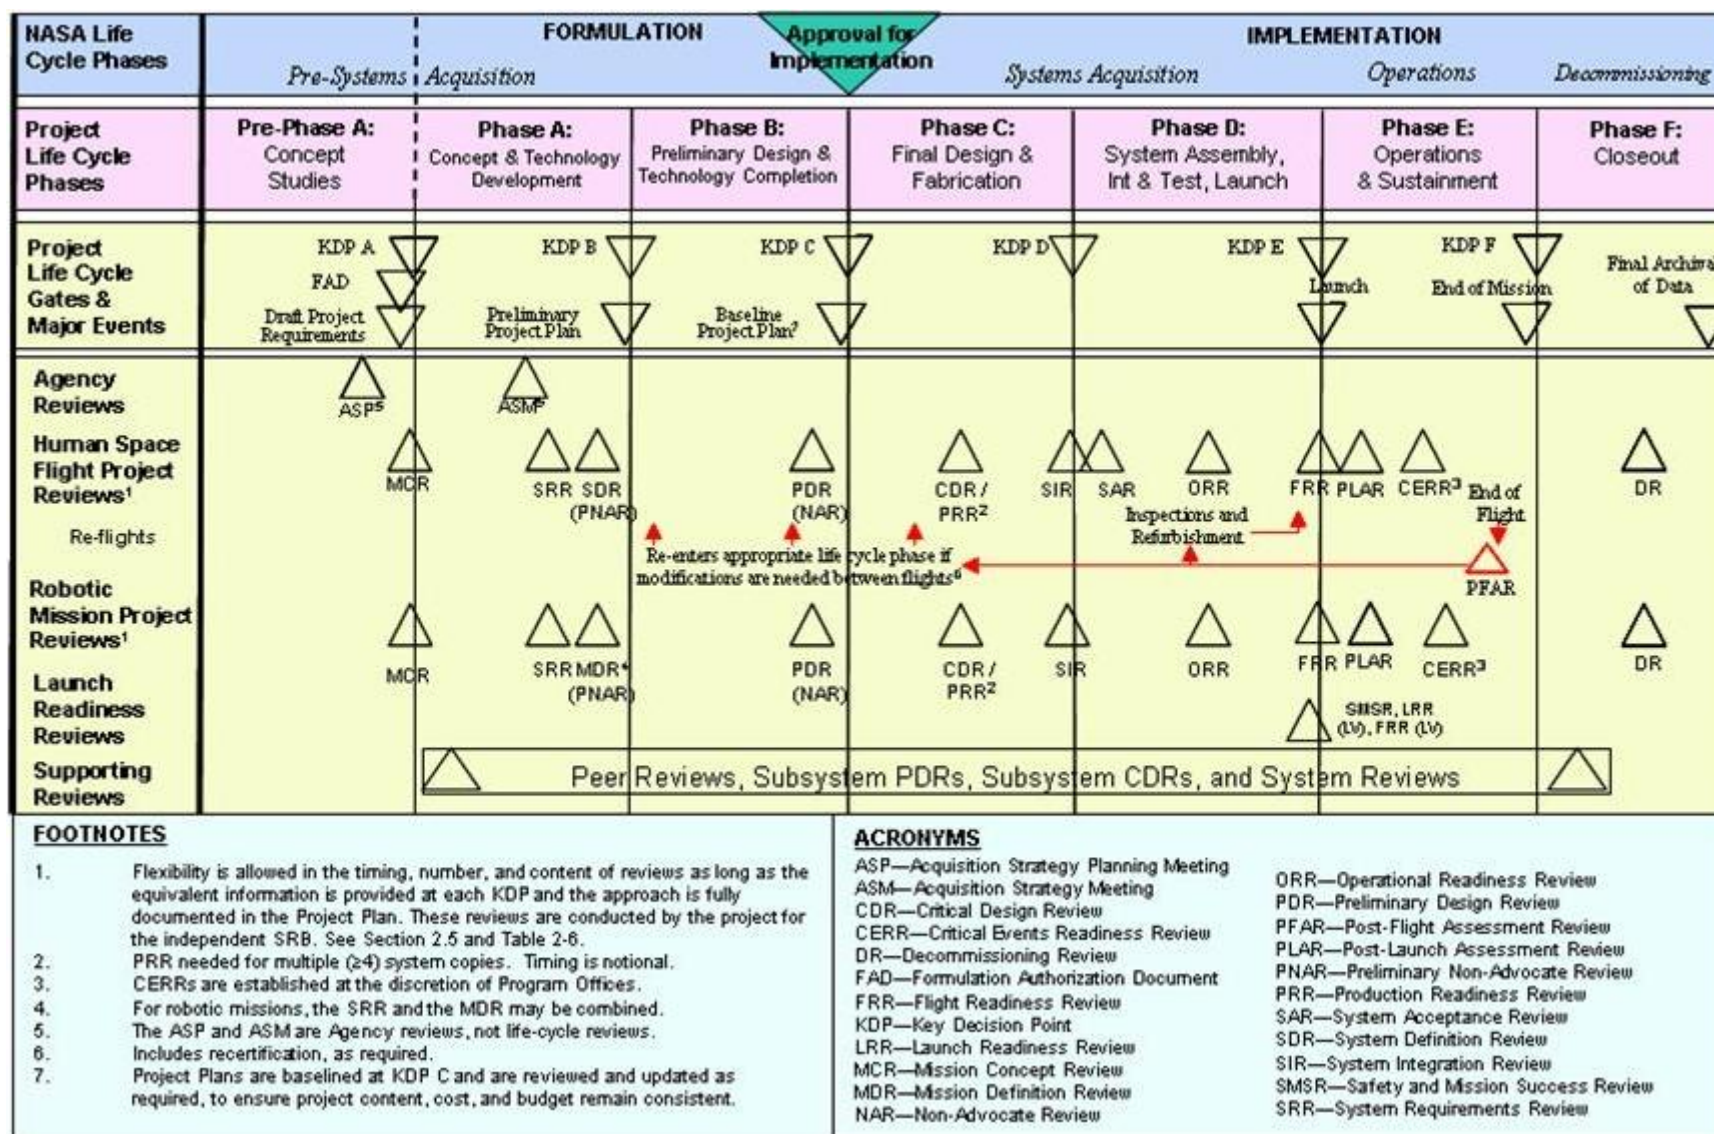 NASA Life
Cycle Phases
FORMULATION
Approval for
Implementation
IMPLEMENTATION
Pre-Systems Acquisition
Systems Acquisition
Operations
Decommissioning
Project
Life Cycle
Phases
Pre-Phase A:
Concept
Studies
Phase A:
Concept & Technology
Development
Phase B:
Preliminary Design &
Technology Completion
Phase C:
Final Design &
Fabrication
Phase D:
System Assembly,
Int & Test, Launch
Phase E:
Operations
& Sustainment
Phase F:
Closeout
Project
Life Cycle
Gates &
Major Events
KDP A
FAD
Draft Project
Requirements
KDP B
Preliminary
Project Plan
KDP C
Baseline
Project Plan⁷
KDP D
KDP E
Launch
KDP F
End of Mission
Final Archival
of Data
Agency
Reviews
ASP⁵
ASM⁵
Human Space
Flight Project
Reviews¹
MCR
SRR
SDR
(PNAR)
PDR
(NAR)
CDR /
PRR²
SIR
SAR
ORR
FRR
PLAR
CERR³
DR
Re-flights
Re-enters appropriate life cycle phase if
modifications are needed between flights⁶
Inspections and
Refurbishment
End of
Flight
PFAR
Robotic
Mission Project
Reviews¹
MCR
SRR
MDR⁴
(PNAR)
PDR
(NAR)
CDR /
PRR²
SIR
ORR
FRR
PLAR
CERR³
DR
Launch
Readiness
Reviews
SMSR, LRR
(LV), FRR (LV)
Supporting
Reviews
Peer Reviews, Subsystem PDRs, Subsystem CDRs, and System Reviews
FOOTNOTES
1. Flexibility is allowed in the timing, number, and content of reviews as long as the
equivalent information is provided at each KDP and the approach is fully
documented in the Project Plan. These reviews are conducted by the project for
the independent SRB. See Section 2.5 and Table 2-6.
2. PRR needed for multiple (≥4) system copies. Timing is notional.
3. CERRs are established at the discretion of Program Offices.
4. For robotic missions, the SRR and the MDR may be combined.
5. The ASP and ASM are Agency reviews, not life-cycle reviews.
6. Includes recertification, as required.
7. Project Plans are baselined at KDP C and are reviewed and updated as
required, to ensure project content, cost, and budget remain consistent.
ACRONYMS
ASP—Acquisition Strategy Planning Meeting
ASM—Acquisition Strategy Meeting
CDR—Critical Design Review
CERR—Critical Events Readiness Review
DR—Decommissioning Review
FAD—Formulation Authorization Document
FRR—Flight Readiness Review
KDP—Key Decision Point
LRR—Launch Readiness Review
MCR—Mission Concept Review
MDR—Mission Definition Review
NAR—Non-Advocate Review
ORR—Operational Readiness Review
PDR—Preliminary Design Review
PFAR—Post-Flight Assessment Review
PLAR—Post-Launch Assessment Review
PNAR—Preliminary Non-Advocate Review
PRR—Production Readiness Review
SAR—System Acceptance Review
SDR—System Definition Review
SIR—System Integration Review
SMSR—Safety and Mission Success Review
SRR—System Requirements Review